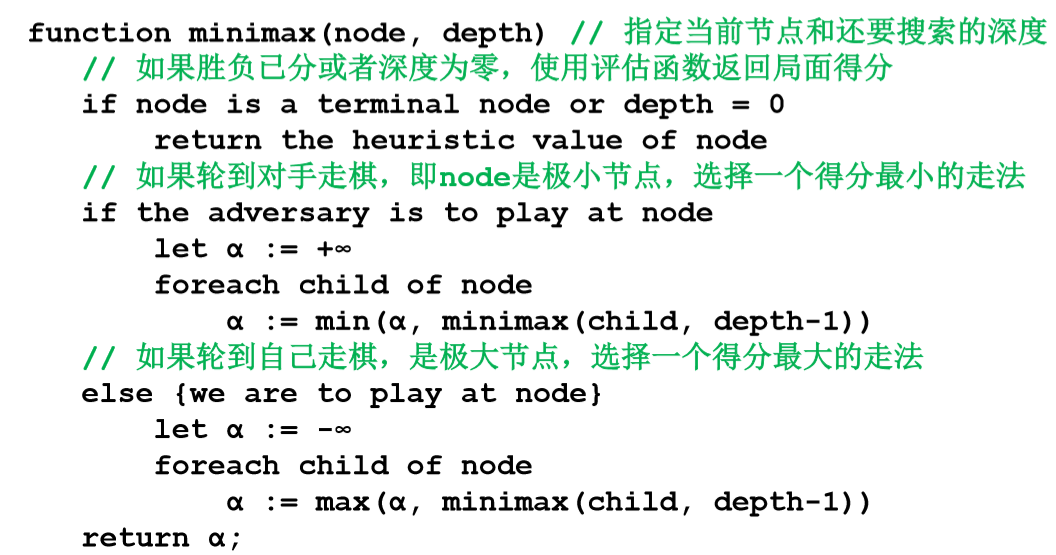 function minimax(node, depth) // 指定当前节点和还要搜索的深度
// 如果胜负已分或者深度为零，使用评估函数返回局面得分
if node is a terminal node or depth = 0
return the heuristic value of node
// 如果轮到对手走棋，即node是极小节点，选择一个得分最小的走法
if the adversary is to play at node
let α := +∞
foreach child of node
α := min(α, minimax(child, depth-1))
// 如果轮到自己走棋，是极大节点，选择一个得分最大的走法
else {we are to play at node}
let α := -∞
foreach child of node
α := max(α, minimax(child, depth-1))
return α;